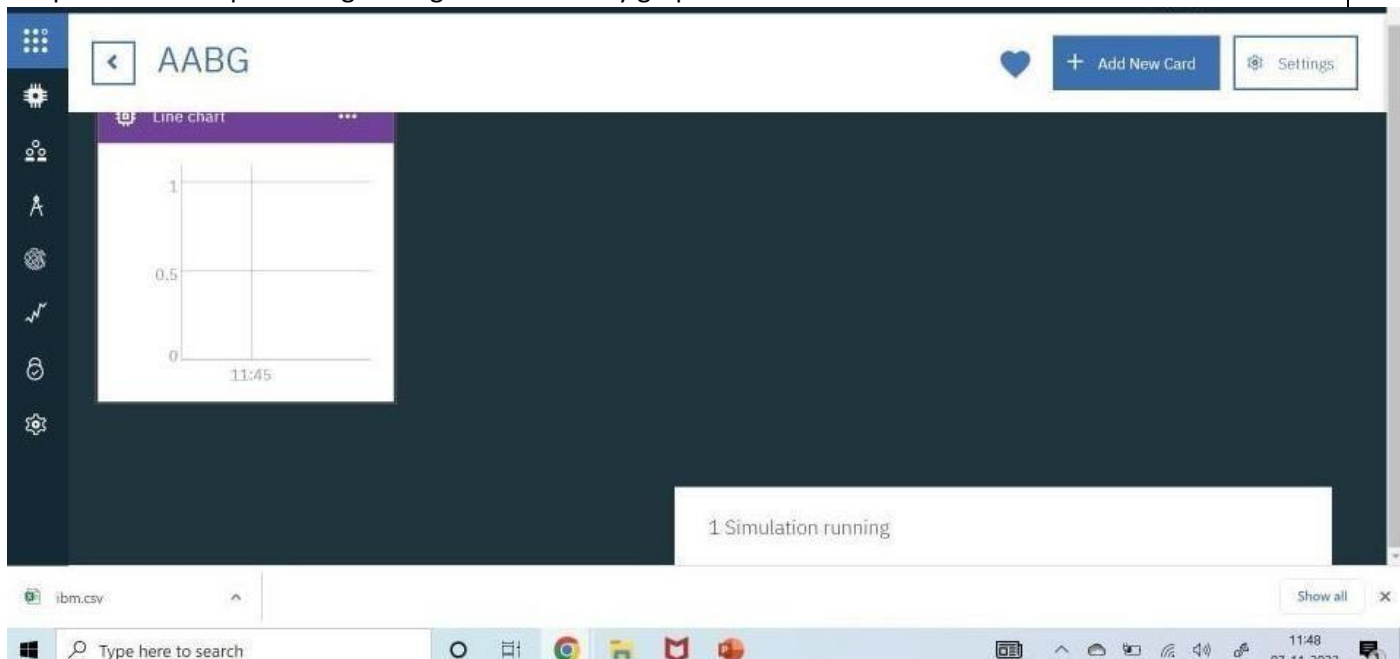 AABG
+ Add New Card
Settings
Line chart
...
1
0.5
0
11:45
1 Simulation running
ibm.csv
Show all
Type here to search
11:48